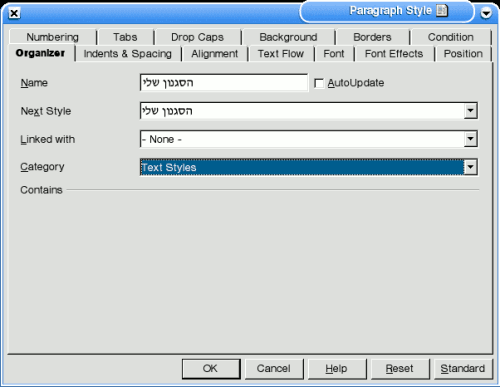 Paragraph Style
Numbering Tabs Drop Caps Background Borders Condition
Organizer Indents & Spacing Alignment Text Flow Font Font Effects Position
Name הסגנון שלי AutoUpdate
Next Style הסגנון שלי
Linked with - None -
Category Text Styles
Contains
OK Cancel Help Reset Standard